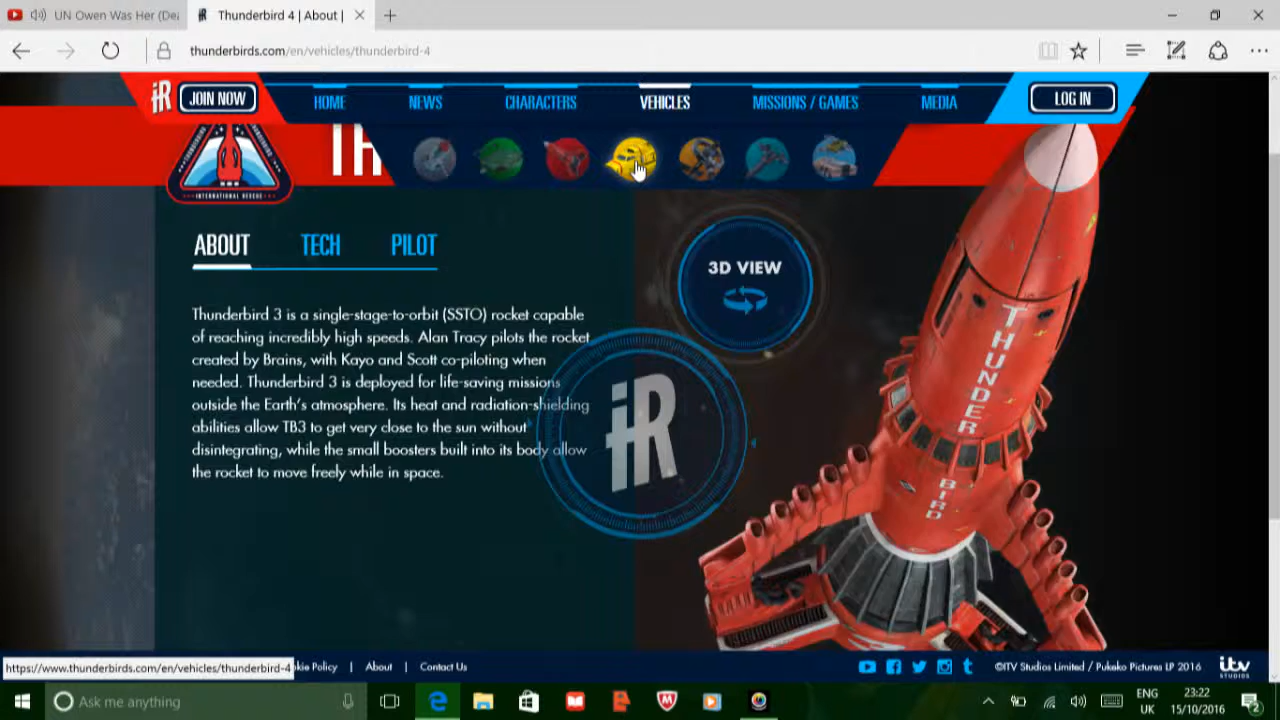 UN Owen Was Her (Dea
Thunderbird 4 | About |
thunderbirds.com/en/vehicles/thunderbird-4
iR JOIN NOW HOME NEWS CHARACTERS VEHICLES MISSIONS / GAMES MEDIA LOG IN
TH
INTERNATIONAL RESCUE
ABOUT TECH PILOT
3D VIEW
Thunderbird 3 is a single-stage-to-orbit (SSTO) rocket capable
of reaching incredibly high speeds. Alan Tracy pilots the rocket
created by Brains, with Kayo and Scott co-piloting when
needed. Thunderbird 3 is deployed for life-saving missions
outside the Earth's atmosphere. Its heat and radiation-shielding
abilities allow TB3 to get very close to the sun without
disintegrating, while the small boosters built into its body allow
the rocket to move freely while in space.
iR
THUNDER
BIRD
https://www.thunderbirds.com/en/vehicles/thunderbird-4
kie Policy | About | Contact Us
©ITV Studios Limited / Pukeko Pictures LP 2016
itv STUDIOS
Ask me anything
ENG
UK
23:22
15/10/2016
2